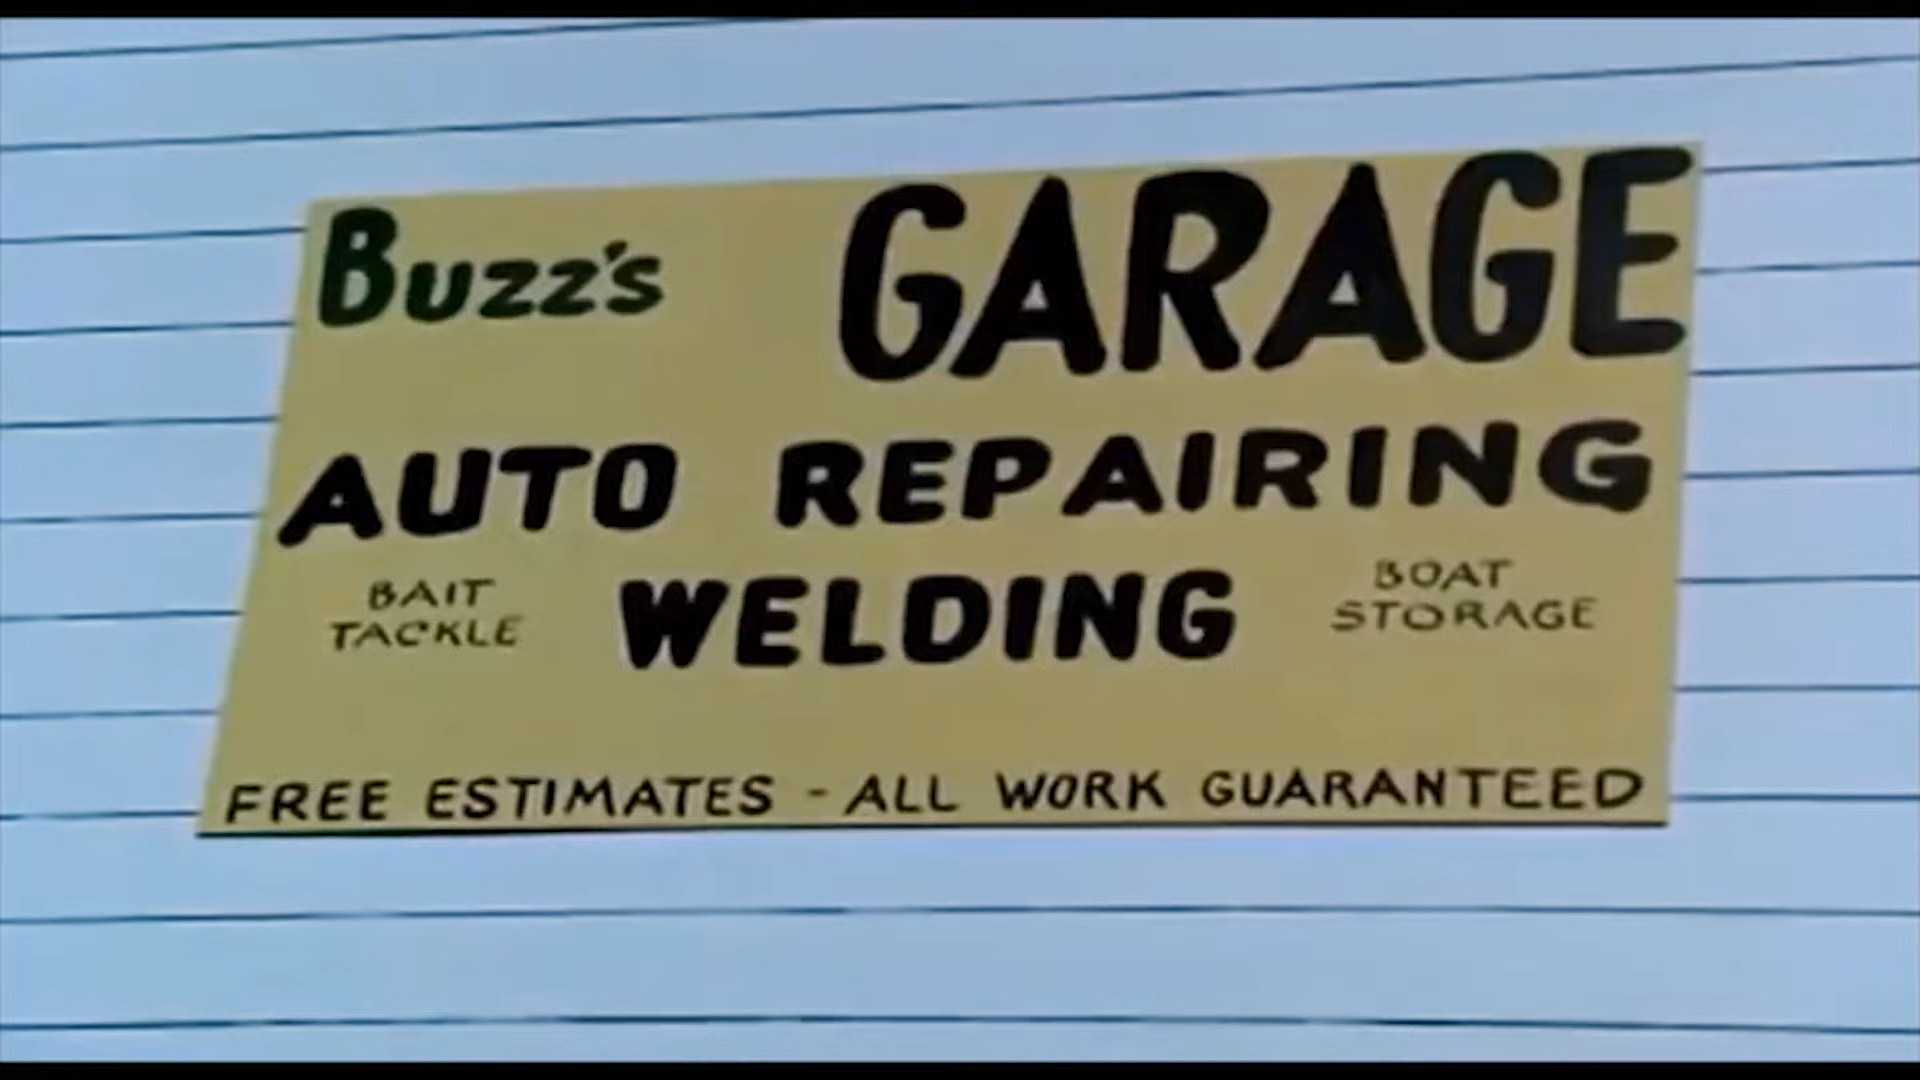 Buzz's GARAGE
AUTO REPAIRING
BAIT
TACKLE
WELDING
BOAT
STORAGE
FREE ESTIMATES - ALL WORK GUARANTEED